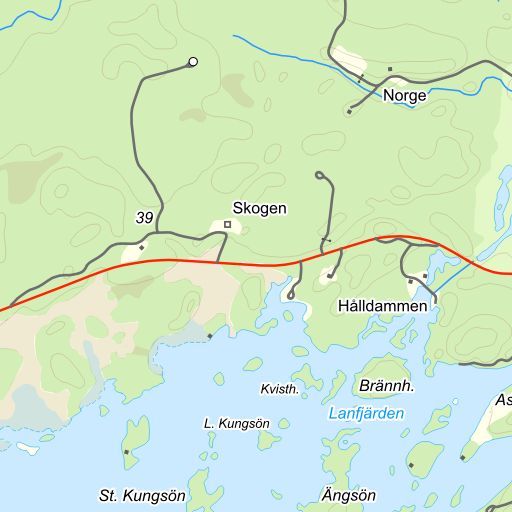 Norge
Skogen
39
Hålldammen
Brännh.
Kvisth.
As
Lanfjärden
L. Kungsön
St. Kungsön
Ängsön